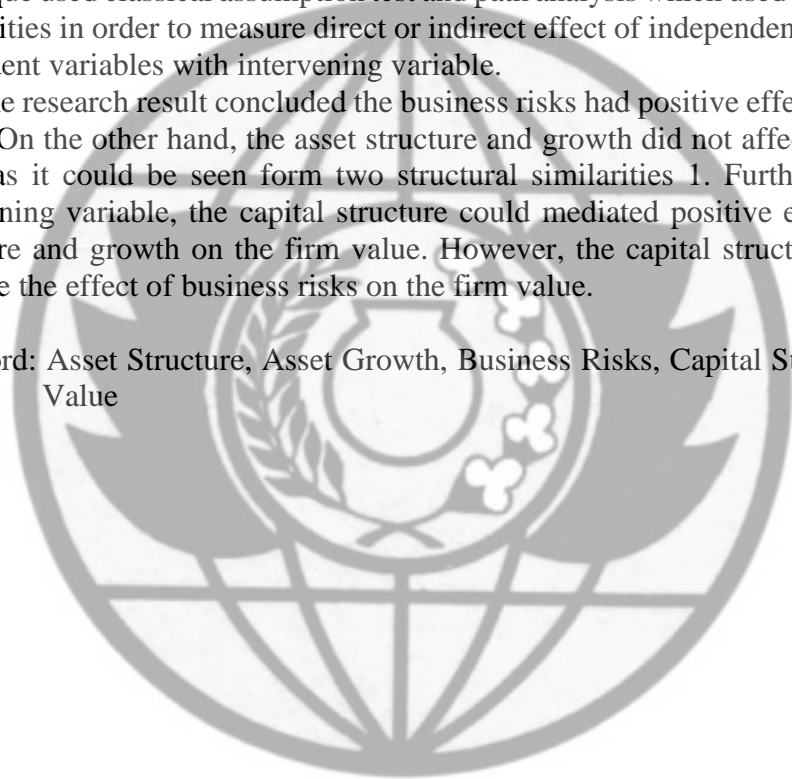 que used classical assumption test and path analysis which used
ities in order to measure direct or indirect effect of independen
ent variables with intervening variable.
e research result concluded the business risks had positive effe
On the other hand, the asset structure and growth did not affec
as it could be seen form two structural similarities 1. Furth
ning variable, the capital structure could mediated positive e
re and growth on the firm value. However, the capital struct
e the effect of business risks on the firm value.
ord: Asset Structure, Asset Growth, Business Risks, Capital St
Value